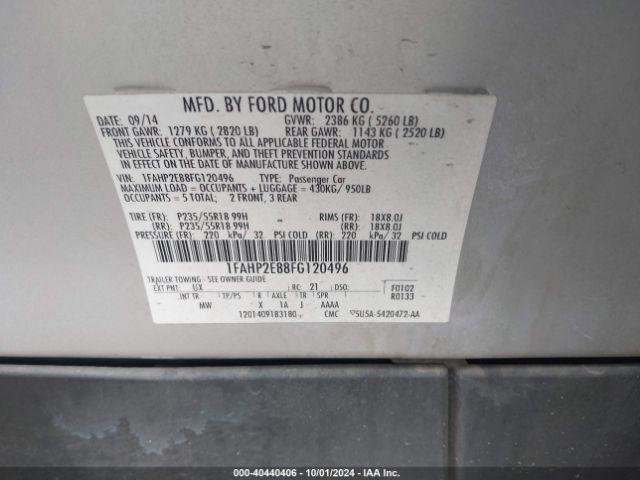 MFD. BY FORD MOTOR CO.
DATE: 09/14 GVWR: 2386 KG ( 5260 LB)
FRONT GAWR: 1279 KG ( 2820 LB) REAR GAWR: 1143 KG ( 2520 LB)
THIS VEHICLE CONFORMS TO ALL APPLICABLE FEDERAL MOTOR
VEHICLE SAFETY, BUMPER, AND THEFT PREVENTION STANDARDS
IN EFFECT ON THE DATE OF MANUFACTURE SHOWN ABOVE.
VIN: 1FAHP2E88FG120496 TYPE: Passenger Car
MAXIMUM LOAD = OCCUPANTS + LUGGAGE = 430KG/ 950LB
OCCUPANTS = 5 TOTAL; 2 FRONT, 3 REAR
TIRE (FR): P235/55R18 99H RIMS (FR): 18X8.0J
(RR): P235/55R18 99H (RR): 18X8.0J
PRESSURE (FR): 220 kPa/ 32 PSI COLD (RR): 220 kPa/ 32 PSI COLD
1FAHP2E88FG120496
TRAILER TOWING - SEE OWNER GUIDE
EXT PNT: UX RC: 21 DSO: F0102
INT TR TP/PS R AXLE TR SPR R0133
MW X 1A J AAAA
1201409183180 CMC 5U5A-5420472-AA
000-40440406 - 10/01/2024 - IAA Inc.